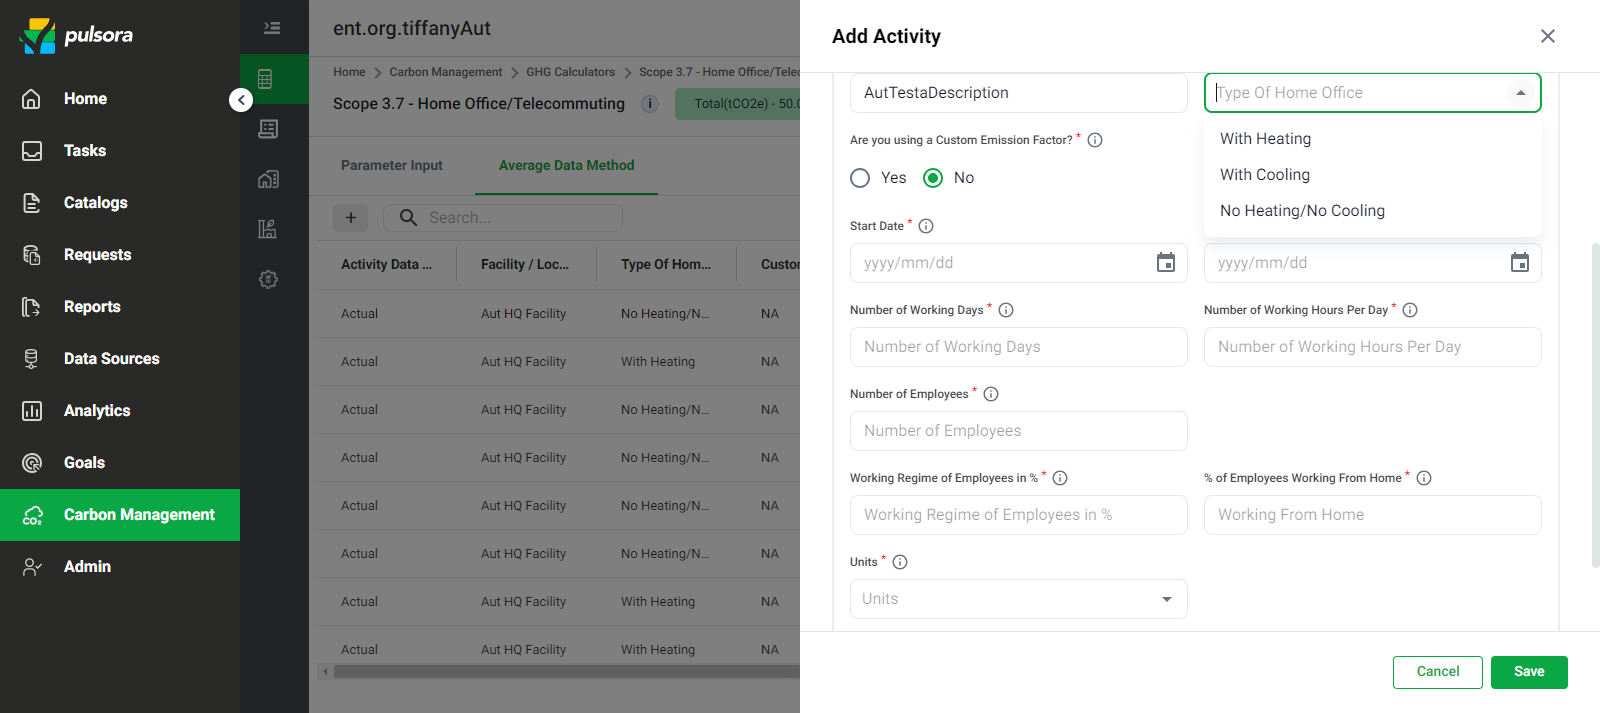 pulsora
Home
Tasks
Catalogs
Requests
Reports
Data Sources
Analytics
Goals
Carbon Management
Admin
ent.org.tiffanyAut
Home > Carbon Management > GHG Calculators > Scope 3.7 - Home Office/Telec
Scope 3.7 - Home Office/Telecommuting i Total(tCO2e) - 50.0
Parameter Input Average Data Method
+ Search...
Activity Data ... Facility / Loc... Type Of Hom... Custo
Actual Aut HQ Facility No Heating/N... NA
Actual Aut HQ Facility With Heating NA
Actual Aut HQ Facility No Heating/N... NA
Actual Aut HQ Facility No Heating/N... NA
Actual Aut HQ Facility No Heating/N... NA
Actual Aut HQ Facility No Heating/N... NA
Actual Aut HQ Facility With Heating NA
Actual Aut HQ Facility With Heating NA
Add Activity
AutTestaDescription
Type Of Home Office
With Heating
With Cooling
No Heating/No Cooling
Are you using a Custom Emission Factor? *
Yes No
Start Date *
yyyy/mm/dd yyyy/mm/dd
Number of Working Days * Number of Working Hours Per Day *
Number of Working Days Number of Working Hours Per Day
Number of Employees *
Number of Employees
Working Regime of Employees in % * % of Employees Working From Home *
Working Regime of Employees in % Working From Home
Units *
Units
Cancel Save